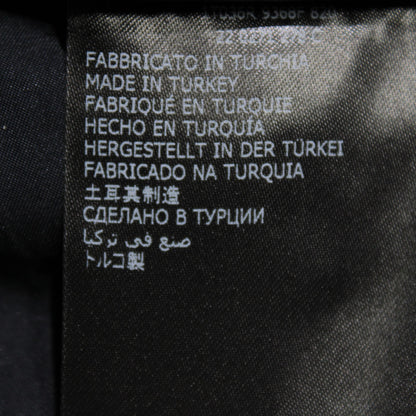 FABBRICATO IN TURCHIA
MADE IN TURKEY
FABRIQUÉ EN TURQUIE
HECHO EN TURQUÍA
HERGESTELLT IN DER TÜRKEI
FABRICADO NA TURQUIA
土耳其制造
СДЕЛАНО В ТУРЦИИ
صنع في تركيا
トルコ製